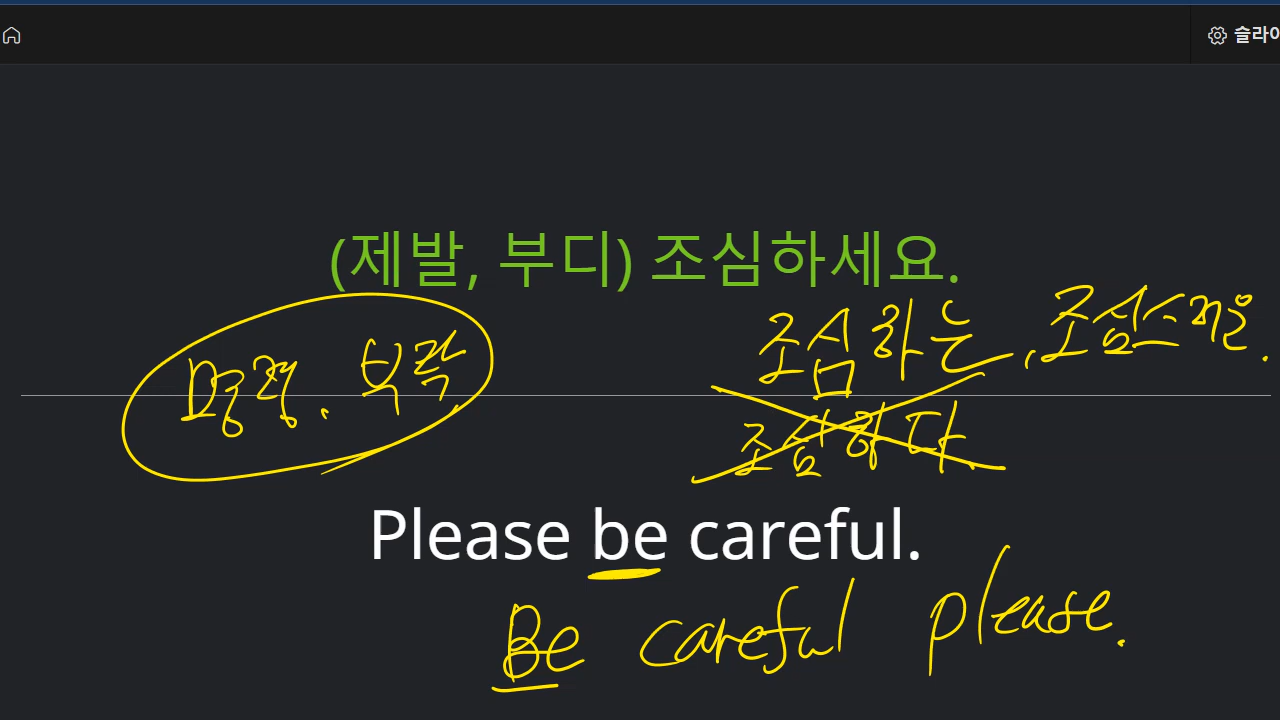 슬라이
(제발, 부디) 조심하세요.
조심하는, 조심스러운.
명령. 부탁
조심하다
Please be careful.
Be careful please.